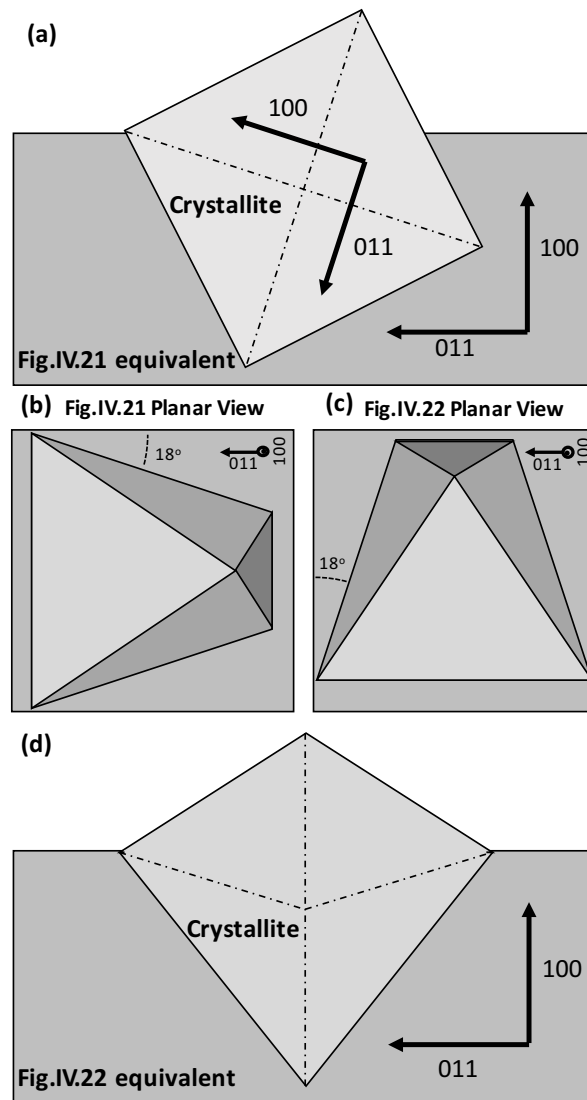 (a)
100
Crystallite
011
100
011
Fig.IV.21 equivalent
(b) Fig.IV.21 Planar View
18°
011
100
(c) Fig.IV.22 Planar View
011
100
18°
(d)
Crystallite
100
011
Fig.IV.22 equivalent